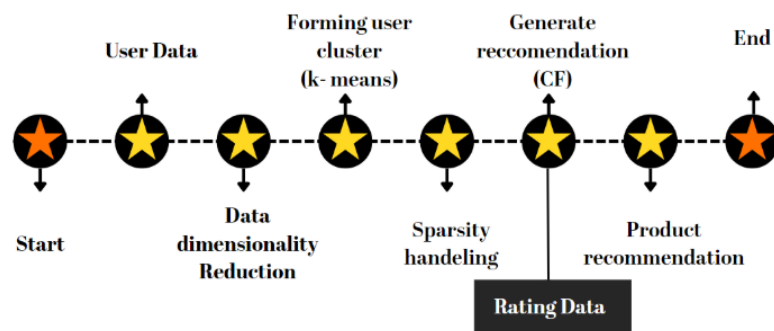 Start
User Data
Data
dimensionality
Reduction
Forming user
cluster
(k- means)
Sparsity
handeling
Generate
reccomendation
(CF)
Rating Data
Product
recommendation
End